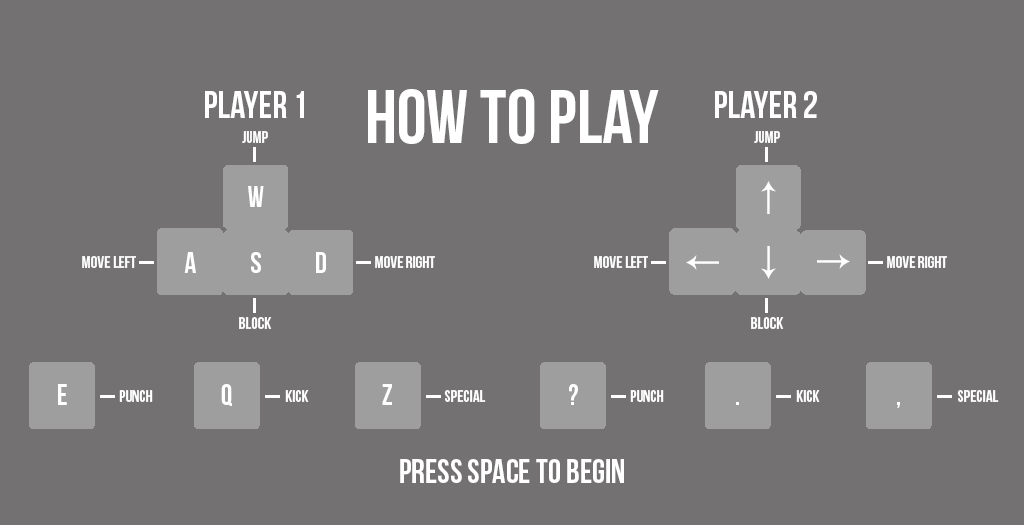 HOW TO PLAY
PLAYER 1
JUMP
W
MOVE LEFT
A
S
D
MOVE RIGHT
BLOCK
E
PUNCH
Q
KICK
Z
SPECIAL
PLAYER 2
JUMP
↑
MOVE LEFT
←
↓
→
MOVE RIGHT
BLOCK
?
PUNCH
.
KICK
,
SPECIAL
PRESS SPACE TO BEGIN